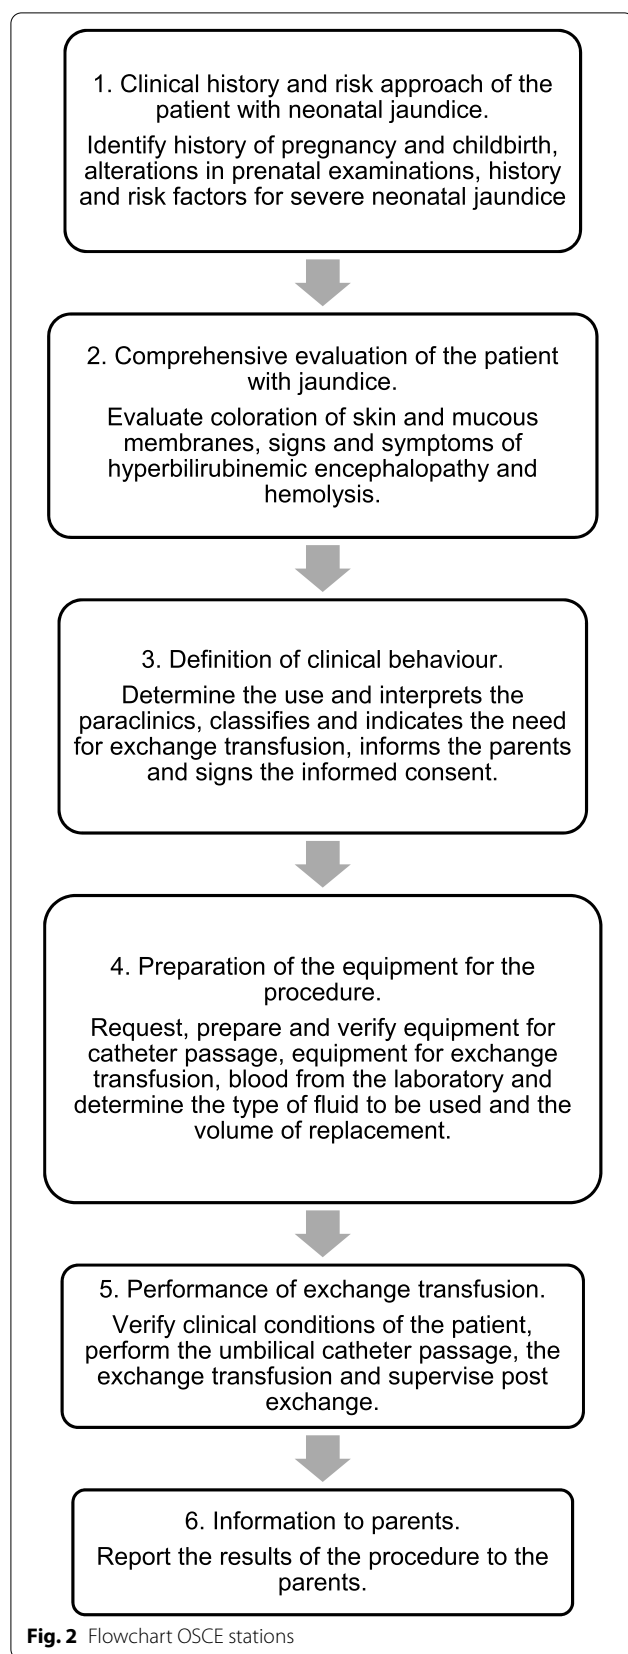 1. Clinical history and risk approach of the
patient with neonatal jaundice.
Identify history of pregnancy and childbirth,
alterations in prenatal examinations, history
and risk factors for severe neonatal jaundice
2. Comprehensive evaluation of the patient
with jaundice.
Evaluate coloration of skin and mucous
membranes, signs and symptoms of
hyperbilirubinemic encephalopathy and
hemolysis.
3. Definition of clinical behaviour.
Determine the use and interprets the
paraclinics, classifies and indicates the need
for exchange transfusion, informs the parents
and signs the informed consent.
4. Preparation of the equipment for the
procedure.
Request, prepare and verify equipment for
catheter passage, equipment for exchange
transfusion, blood from the laboratory and
determine the type of fluid to be used and the
volume of replacement.
5. Performance of exchange transfusion.
Verify clinical conditions of the patient,
perform the umbilical catheter passage, the
exchange transfusion and supervise post
exchange.
6. Information to parents.
Report the results of the procedure to the
parents.
Fig. 2 Flowchart OSCE stations